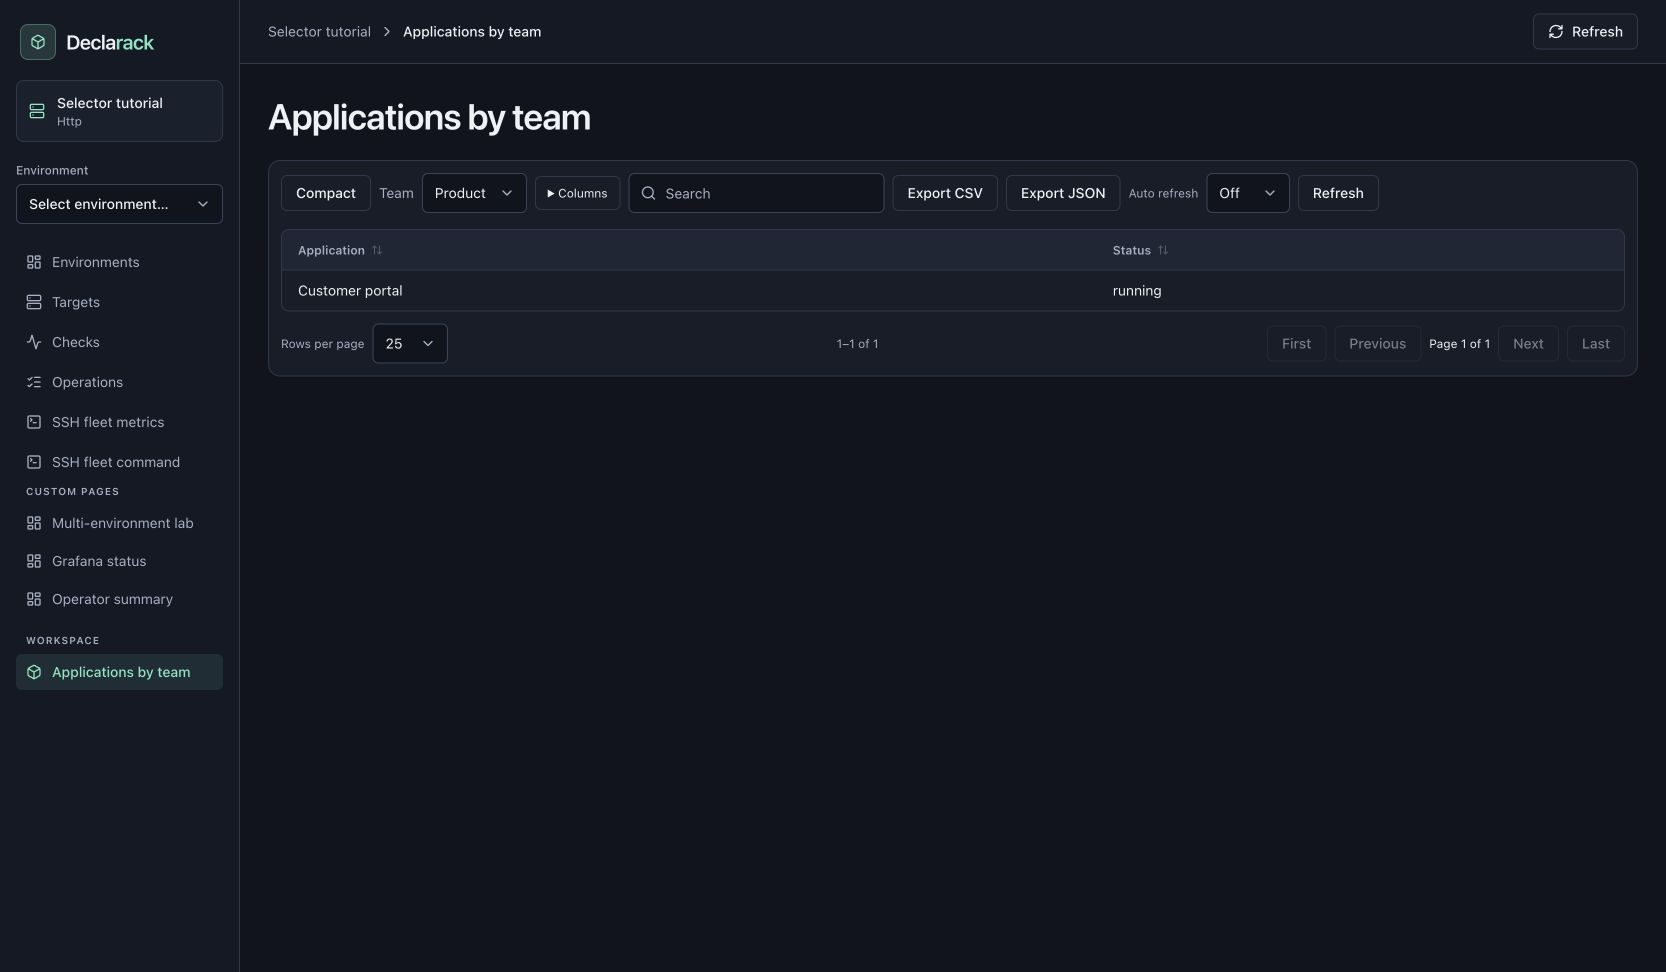 Declarack
Selector tutorial
Http
Environment
Select environment...
Environments
Targets
Checks
Operations
SSH fleet metrics
SSH fleet command
CUSTOM PAGES
Multi-environment lab
Grafana status
Operator summary
WORKSPACE
Applications by team
Selector tutorial Applications by team
Refresh
Applications by team
Compact Team Product Columns Search Export CSV Export JSON Auto refresh Off Refresh
Application Status
Customer portal running
Rows per page 25 1–1 of 1 First Previous Page 1 of 1 Next Last